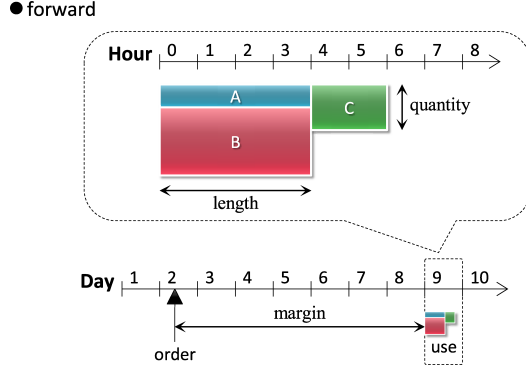 ● forward
Hour 0 1 2 3 4 5 6 7 8
A
B
C
quantity
length
Day 1 2 3 4 5 6 7 8 9 10
margin
order
use